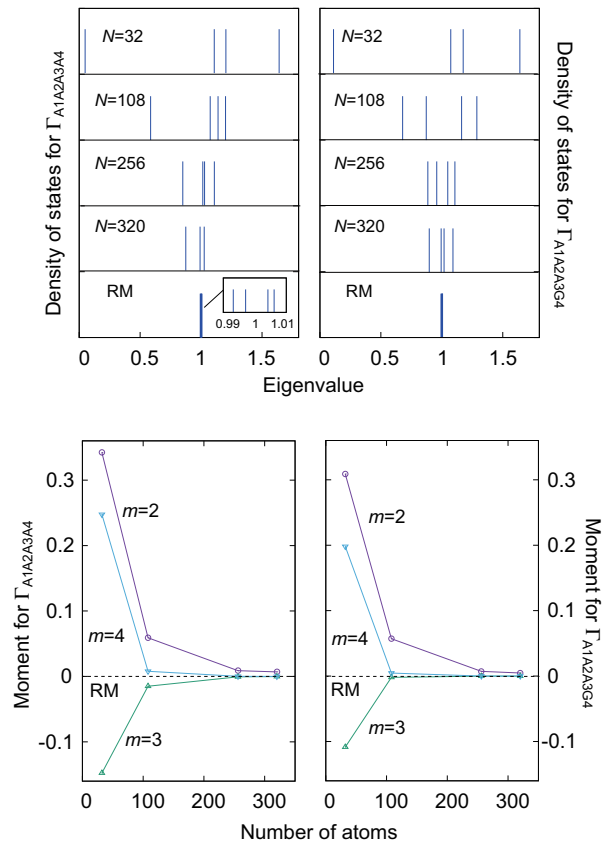 Density of states for ΓA1A2A3A4
N=32
N=108
N=256
N=320
RM
0.99 1 1.01
0 0.5 1 1.5
N=32
N=108
N=256
N=320
RM
0 0.5 1 1.5
Density of states for ΓA1A2A3G4
Eigenvalue
Moment for ΓA1A2A3A4
0.3
0.2
0.1
0
-0.1
m=2
m=4
RM
m=3
0 100 200 300
m=2
m=4
RM
m=3
0 100 200 300
0.3
0.2
0.1
0
-0.1
Moment for ΓA1A2A3G4
Number of atoms